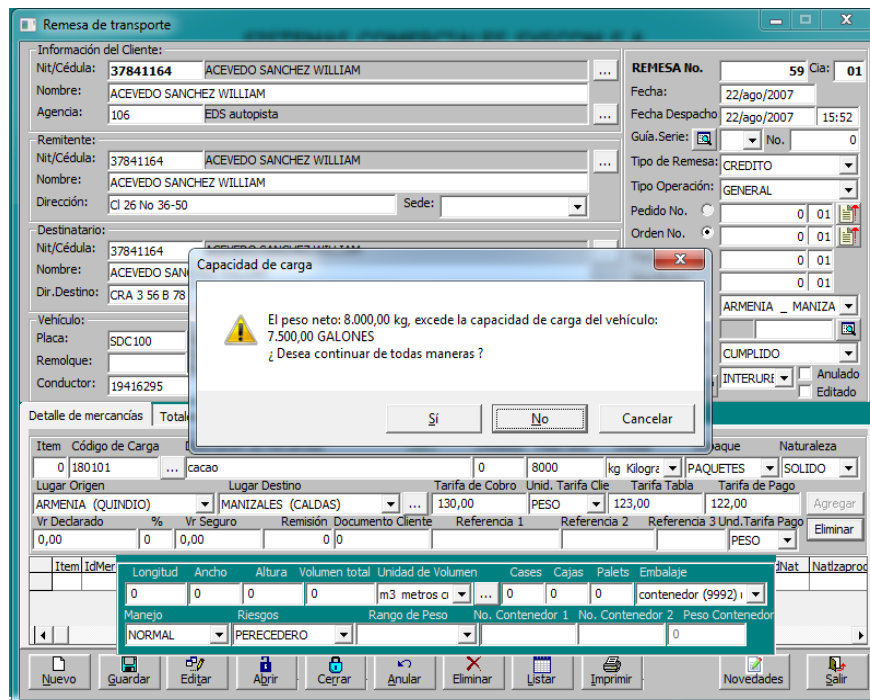 Remesa de transporte
Información del Cliente:
Nit/Cédula: 37841164 ACEVEDO SANCHEZ WILLIAM ...
Nombre: ACEVEDO SANCHEZ WILLIAM
Agencia: 106 EDS autopista ...
Remitente:
Nit/Cédula: 37841164 ACEVEDO SANCHEZ WILLIAM ...
Nombre: ACEVEDO SANCHEZ WILLIAM
Dirección: Cl 26 No 36-50 Sede:
Destinatario:
Nit/Cédula: 37841164 ACEVEDO SANCHEZ WILLIAM
Nombre: ACEVEDO SAN
Dir.Destino: CRA 3 56 B 78
Vehículo:
Placa: SDC100
Remolque:
Conductor: 19416295
REMESA No. 59 Cia: 01
Fecha: 22/ago/2007
Fecha Despacho 22/ago/2007 15:52
Guía.Serie: No. 0
Tipo de Remesa: CREDITO
Tipo Operación: GENERAL
Pedido No. 0 01
Orden No. 0 01
0 01
0 01
ARMENIA _ MANIZA
CUMPLIDO
INTERURE Anulado
Editado
Capacidad de carga
El peso neto: 8.000,00 kg, excede la capacidad de carga del vehículo:
7.500,00 GALONES
¿ Desea continuar de todas maneras ?
Sí No Cancelar
Detalle de mercancías Total
Item Código de Carga paque Naturaleza
0 180101 ... cacao 0 8000 kg Kilogra PAQUETES SOLIDO
Lugar Origen Lugar Destino Tarifa de Cobro Unid. Tarifa Clie Tarifa Tabla Tarifa de Pago
ARMENIA (QUINDIO) MANIZALES (CALDAS) ... 130,00 PESO 123,00 122,00 Agregar
Vr Declarado % Vr Seguro Remisión Documento Cliente Referencia 1 Referencia 2 Referencia 3 Und.Tarifa Pago
0,00 0 0,00 0 0 PESO Eliminar
Item IdMer dNat Natlzaproc
Longitud Ancho Altura Volumen total Unidad de Volumen Cases Cajas Palets Embalaje
0 0 0 0 m3 metros cu ... 0 0 0 contenedor (9992)
Manejo Riesgos Rango de Peso No. Contenedor 1 No. Contenedor 2 Peso Contenedor
NORMAL PERECEDERO 0
Nuevo Guardar Editar Abrir Cerrar Anular Eliminar Listar Imprimir Novedades Salir